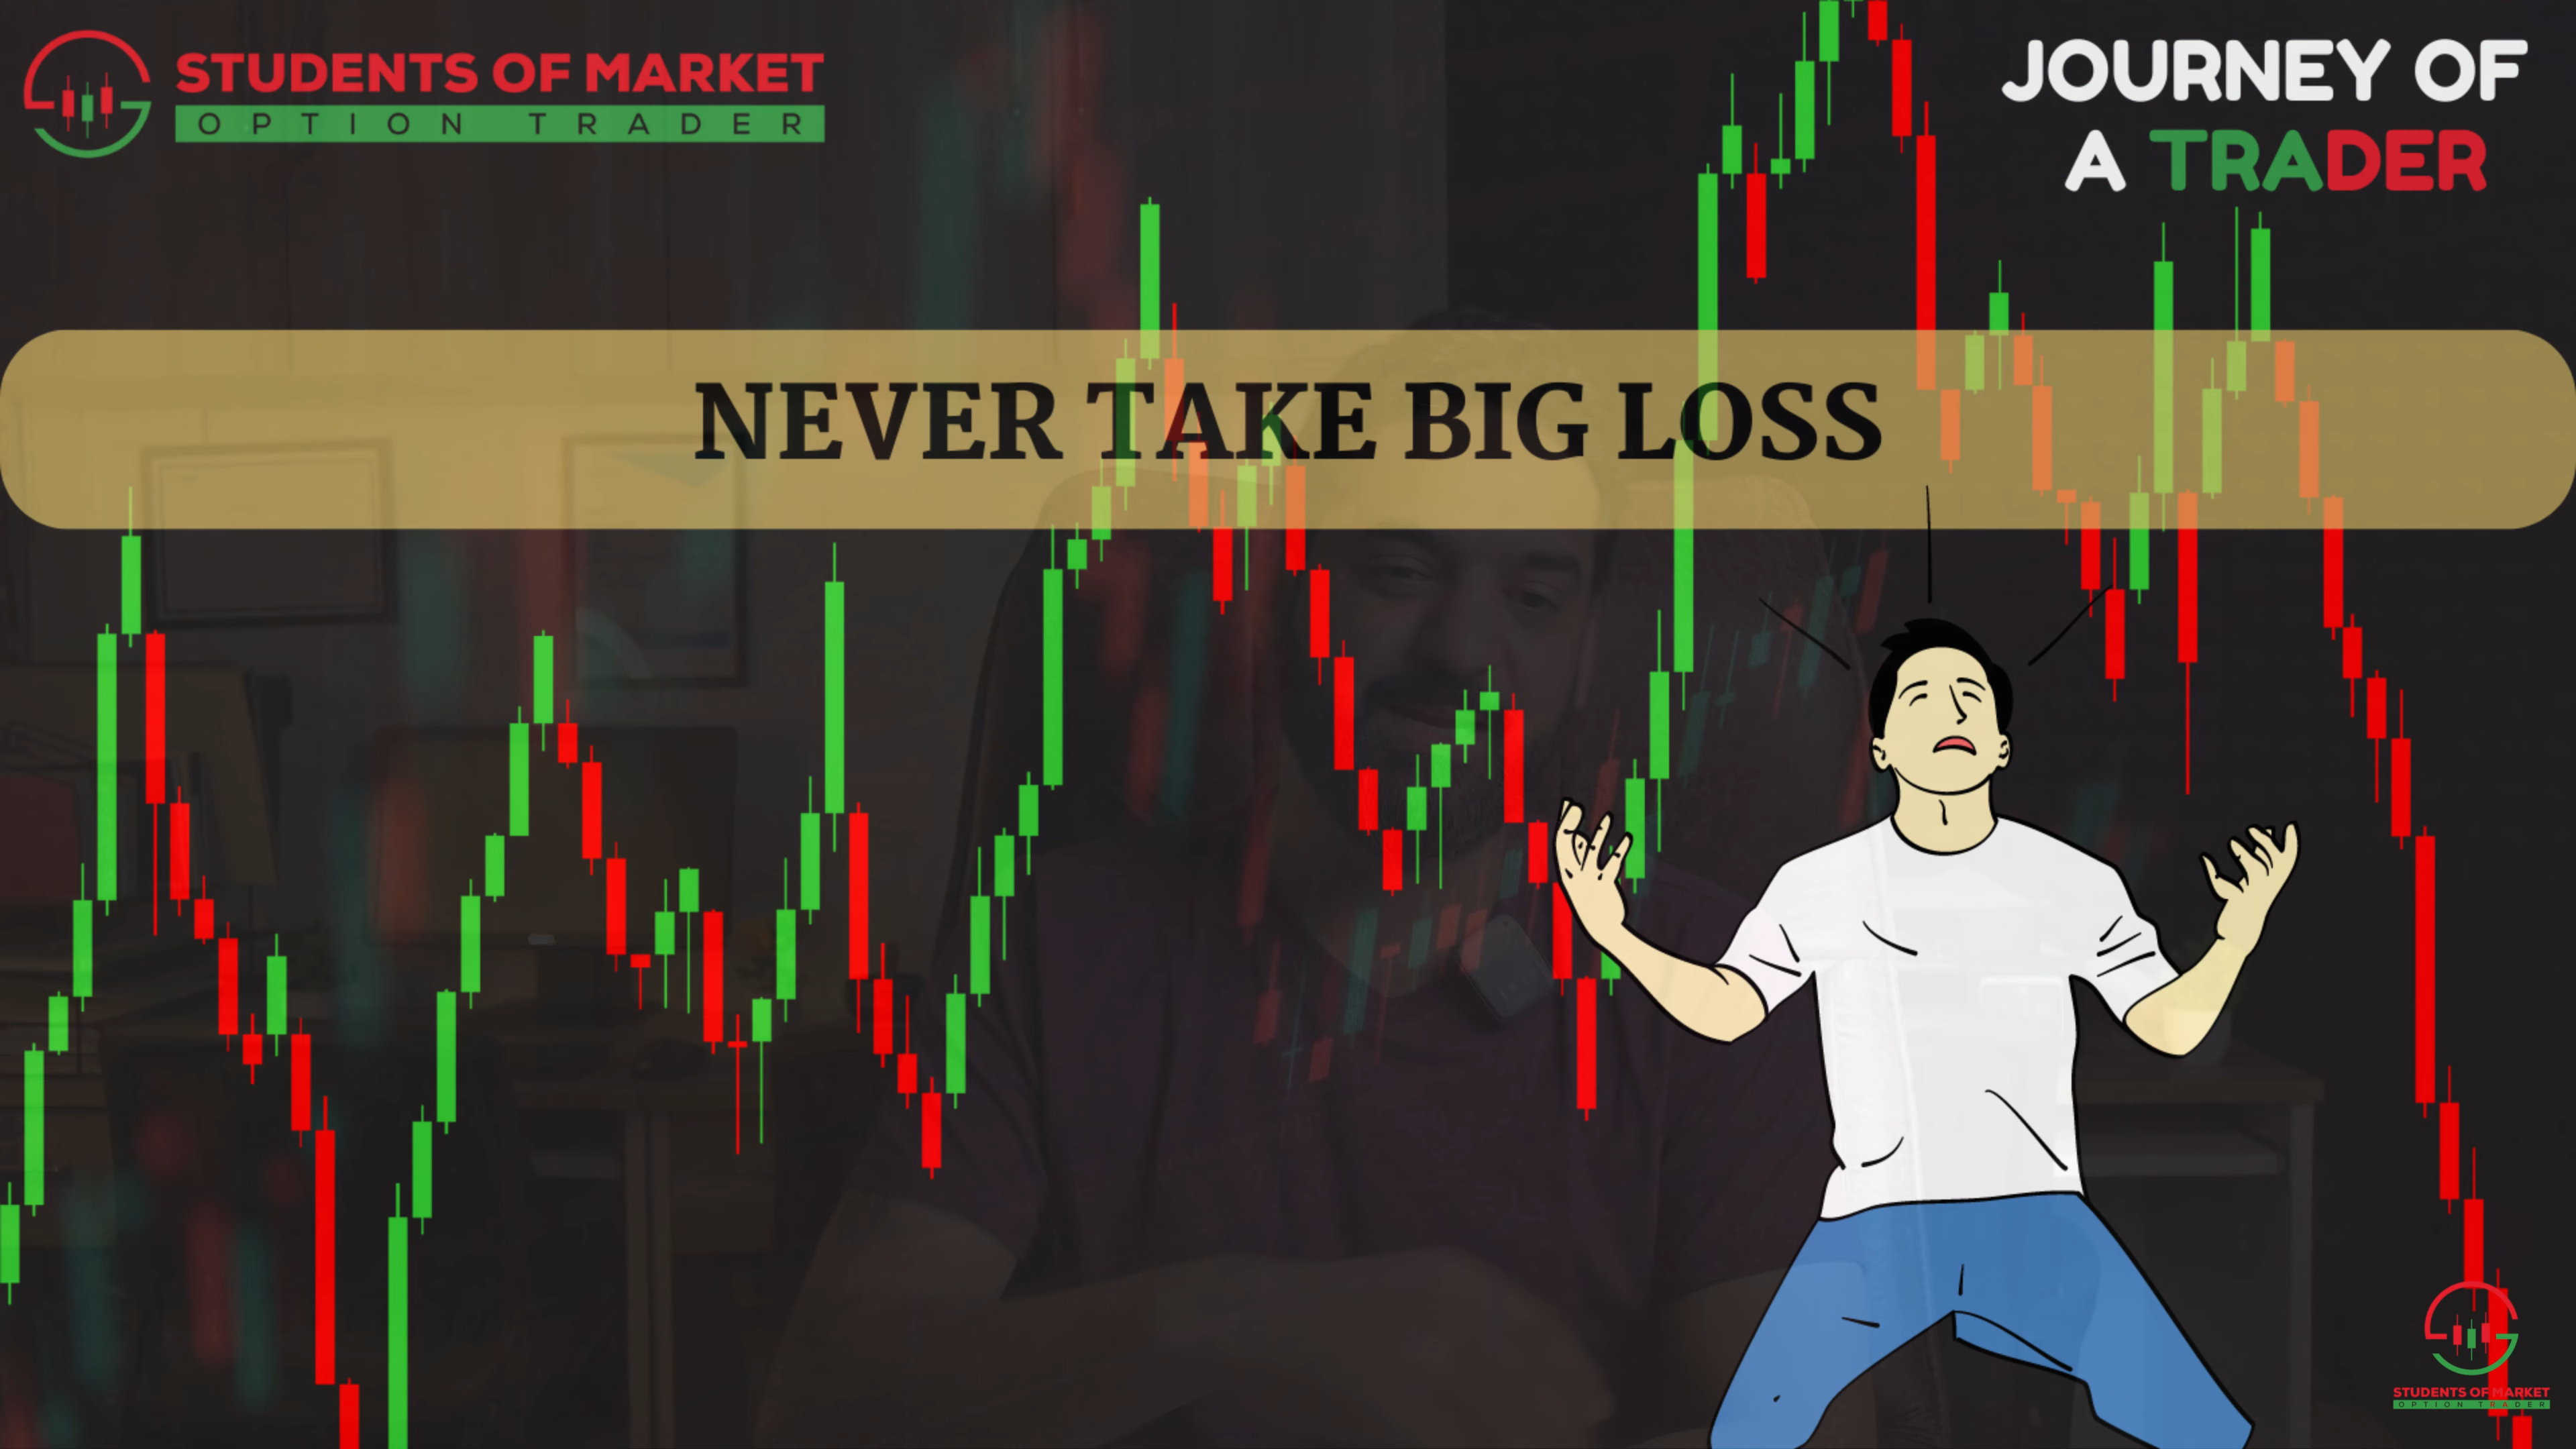 STUDENTS OF MARKET
OPTION TRADER
JOURNEY OF
A TRADER
NEVER TAKE BIG LOSS
STUDENTS OF MARKET
OPTION TRADER